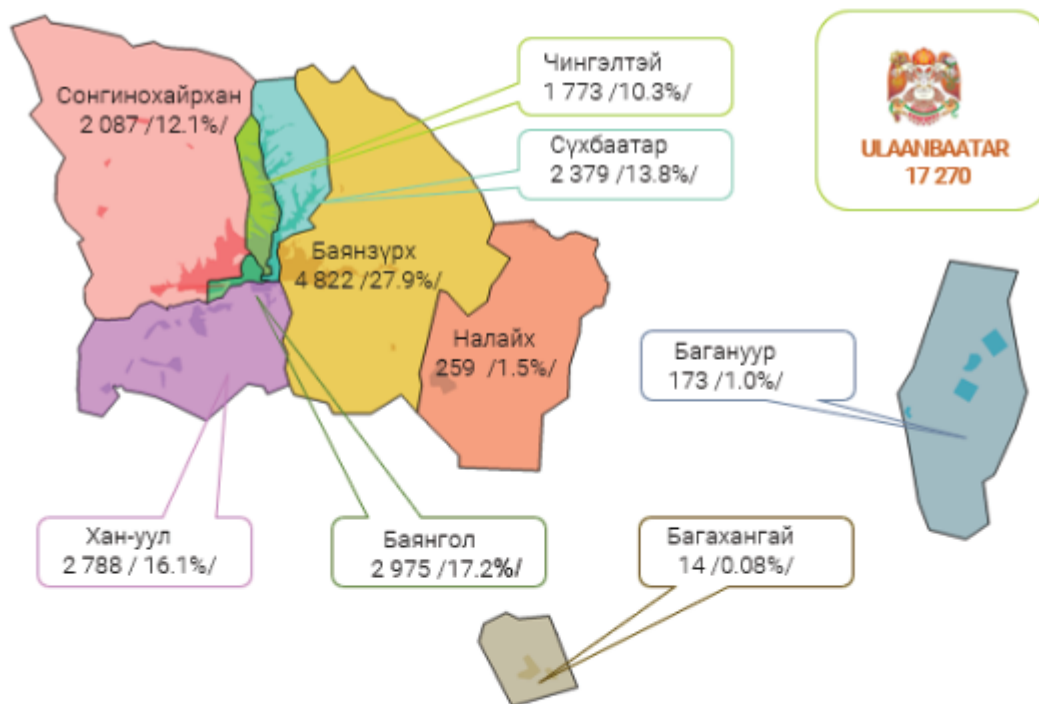 Чингэлтэй
1 773 /10.3%/
Сонгинохайрхан
2 087 /12.1%/
Сүхбаатар
2 379 /13.8%/
ULAANBAATAR
17 270
Баянзүрх
4 822 /27.9%/
Налайх
259 /1.5%/
Багануур
173 /1.0%/
Хан-уул
2 788 / 16.1%/
Баянгол
2 975 /17.2%/
Багахангай
14 /0.08%/